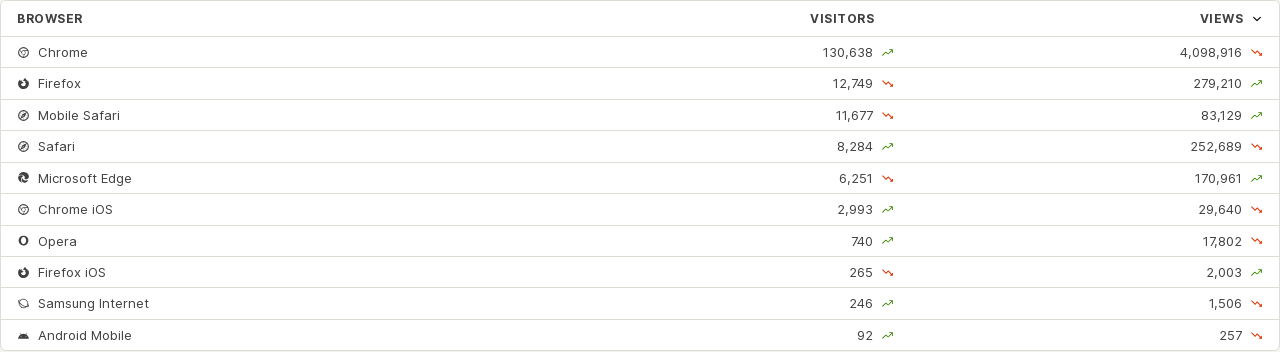 BROWSER VISITORS VIEWS
Chrome 130,638 4,098,916
Firefox 12,749 279,210
Mobile Safari 11,677 83,129
Safari 8,284 252,689
Microsoft Edge 6,251 170,961
Chrome iOS 2,993 29,640
Opera 740 17,802
Firefox iOS 265 2,003
Samsung Internet 246 1,506
Android Mobile 92 257